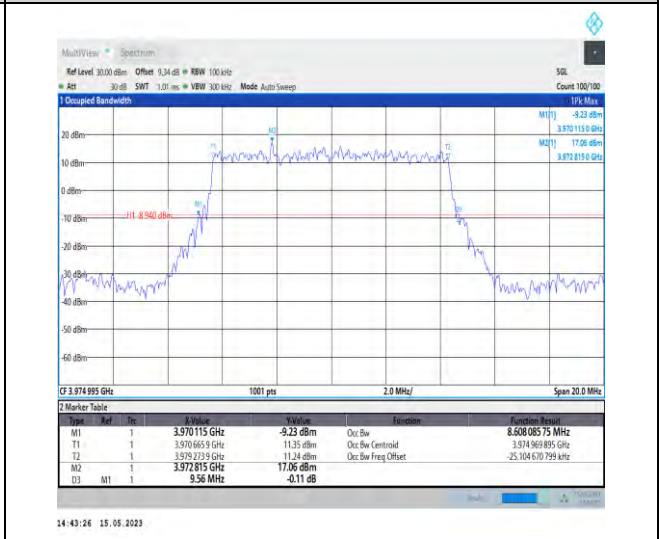 MultiView Spectrum
Ref Level 30.00 dBm Offset 9.34 dB RBW 100 kHz SGL
Att 30 dB SWT 1.01 ms VBW 300 kHz Mode Auto Sweep Count 100/100
1 Occupied Bandwidth 1Pk Max
M1[1] -9.23 dBm
3.970 115 0 GHz
M2[1] 17.06 dBm
3.972 815 0 GHz
20 dBm
M2
T1 T2
10 dBm
0 dBm
M1 D3
-10 dBm H1 -8.940 dBm
-20 dBm
-30 dBm
-40 dBm
-50 dBm
-60 dBm
CF 3.974 995 GHz 1001 pts 2.0 MHz/ Span 20.0 MHz
2 Marker Table
Type Ref Trc X-Value Y-Value Function Function Result
M1 1 3.970 115 GHz -9.23 dBm Occ Bw 8.608 085 75 MHz
T1 1 3.970 665 9 GHz 11.35 dBm Occ Bw Centroid 3.974 969 895 GHz
T2 1 3.979 273 9 GHz 11.24 dBm Occ Bw Freq Offset -25.104 670 799 kHz
M2 1 3.972 815 GHz 17.06 dBm
D3 M1 1 9.56 MHz -0.11 dB
14:43:26 15.05.2023